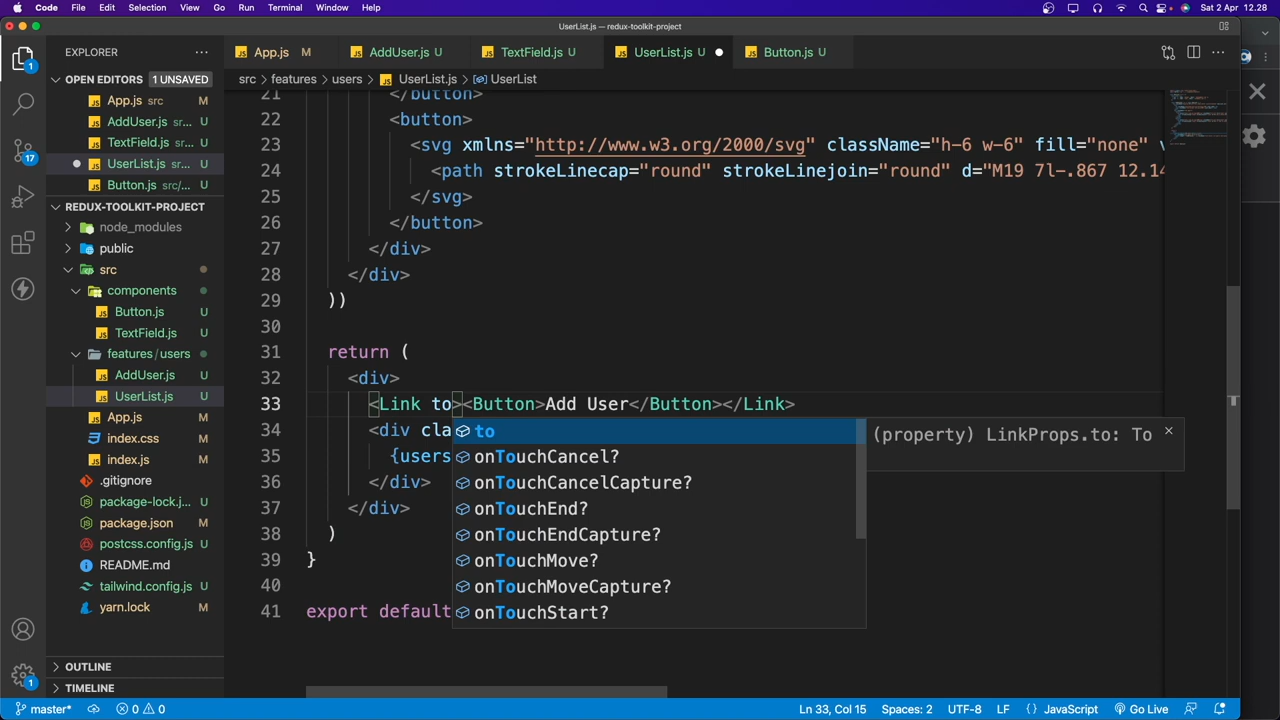 Code File Edit Selection View Go Run Terminal Window Help Sat 2 Apr 12.28
UserList.js — redux-toolkit-project
EXPLORER
App.js M
AddUser.js U
TextField.js U
UserList.js U
Button.js U
src > features > users > UserList.js > UserList
OPEN EDITORS 1 UNSAVED
App.js src M
AddUser.js sr... U
TextField.js sr... U
UserList.js sr... U
Button.js src/... U
REDUX-TOOLKIT-PROJECT
node_modules
public
src
components
Button.js U
TextField.js U
features/users
AddUser.js U
UserList.js U
App.js M
index.css M
index.js M
.gitignore
package-lock.j... M
package.json M
postcss.config.js U
README.md
tailwind.config.js U
yarn.lock M
OUTLINE
TIMELINE
1
17
1
21 </button>
22 <button>
23 <svg xmlns="http://www.w3.org/2000/svg" className="h-6 w-6" fill="none" v
24 <path strokeLinecap="round" strokeLinejoin="round" d="M19 7l-.867 12.14
25 </svg>
26 </button>
27 </div>
28 </div>
29 ))
30
31 return (
32 <div>
33 <Link to><Button>Add User</Button></Link>
34 <div cla
35 {users
36 </div>
37 </div>
38 )
39 }
40
41 export default
to
onTouchCancel?
onTouchCancelCapture?
onTouchEnd?
onTouchEndCapture?
onTouchMove?
onTouchMoveCapture?
onTouchStart?
(property) LinkProps.to: To
master* 0 0 Ln 33, Col 15 Spaces: 2 UTF-8 LF {} JavaScript Go Live